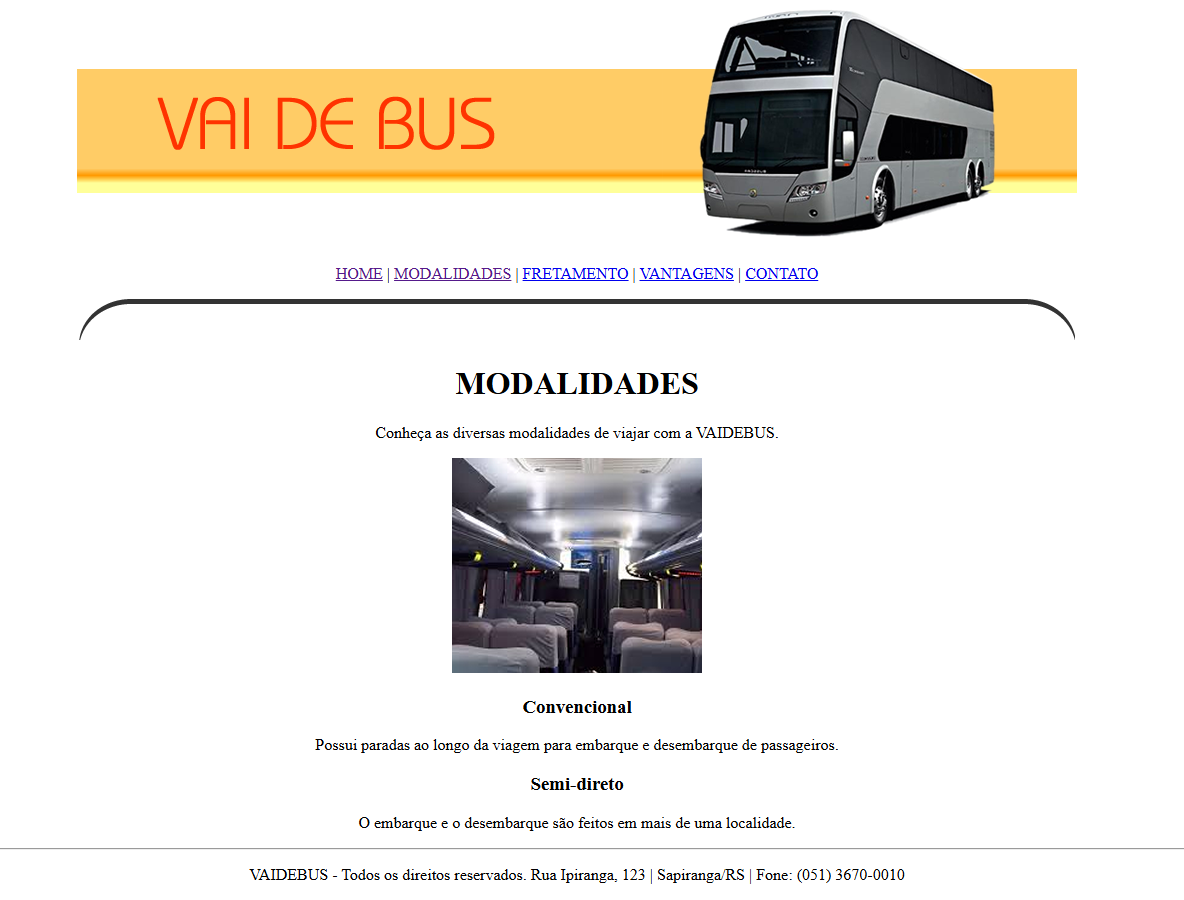 VAI DE BUS
HOME | MODALIDADES | FRETAMENTO | VANTAGENS | CONTATO
MODALIDADES
Conheça as diversas modalidades de viajar com a VAIDEBUS.
Convencional
Possui paradas ao longo da viagem para embarque e desembarque de passageiros.
Semi-direto
O embarque e o desembarque são feitos em mais de uma localidade.
VAIDEBUS - Todos os direitos reservados. Rua Ipiranga, 123 | Sapiranga/RS | Fone: (051) 3670-0010